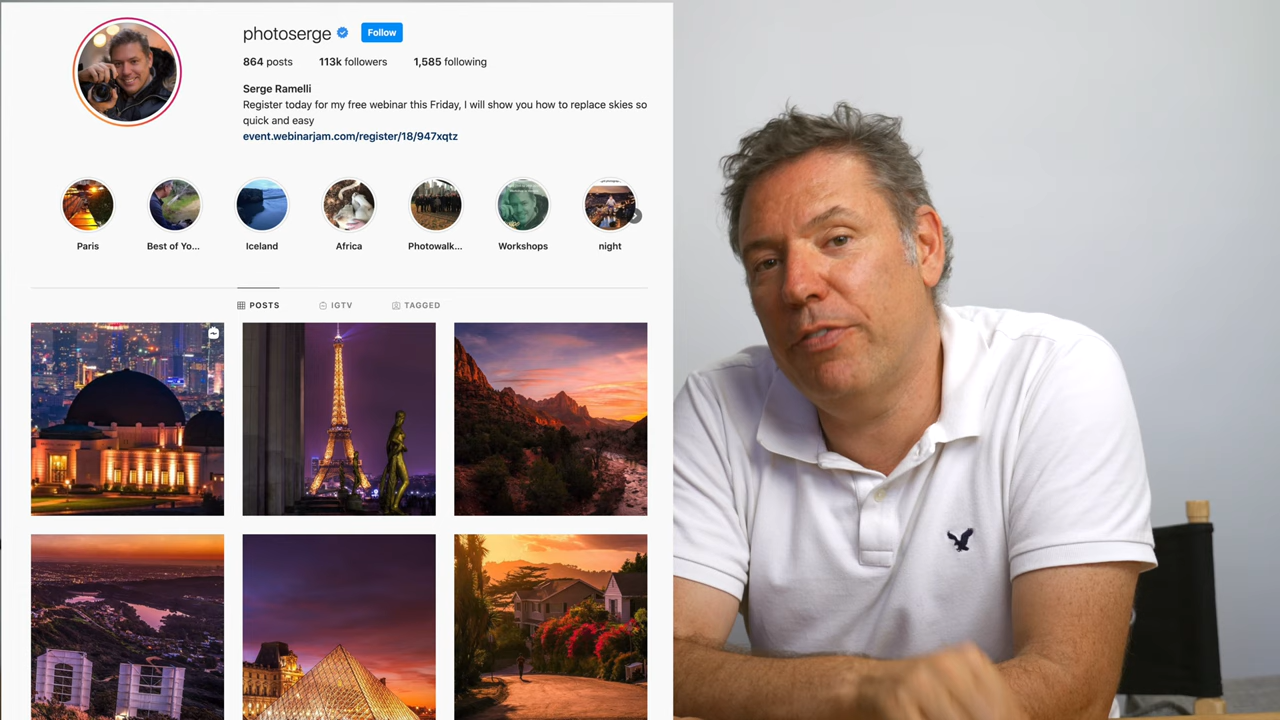 photoserge Follow
864 posts 113k followers 1,585 following
Serge Ramelli
Register today for my free webinar this Friday, I will show you how to replace skies so
quick and easy
event.webinarjam.com/register/18/947xqtz
Paris Best of Yo... Iceland Africa Photowalk... Workshops night
POSTS IGTV TAGGED